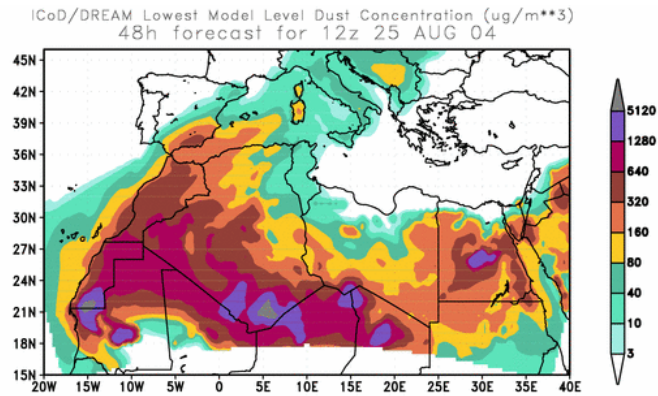 ICoD/DREAM Lowest Model Level Dust Concentration (ug/m**3)
48h forecast for 12z 25 AUG 04
45N
42N
39N
36N
33N
30N
27N
24N
21N
18N
15N
20W 15W 10W 5W 0 5E 10E 15E 20E 25E 30E 35E 40E
5120
1280
640
320
160
80
40
10
3